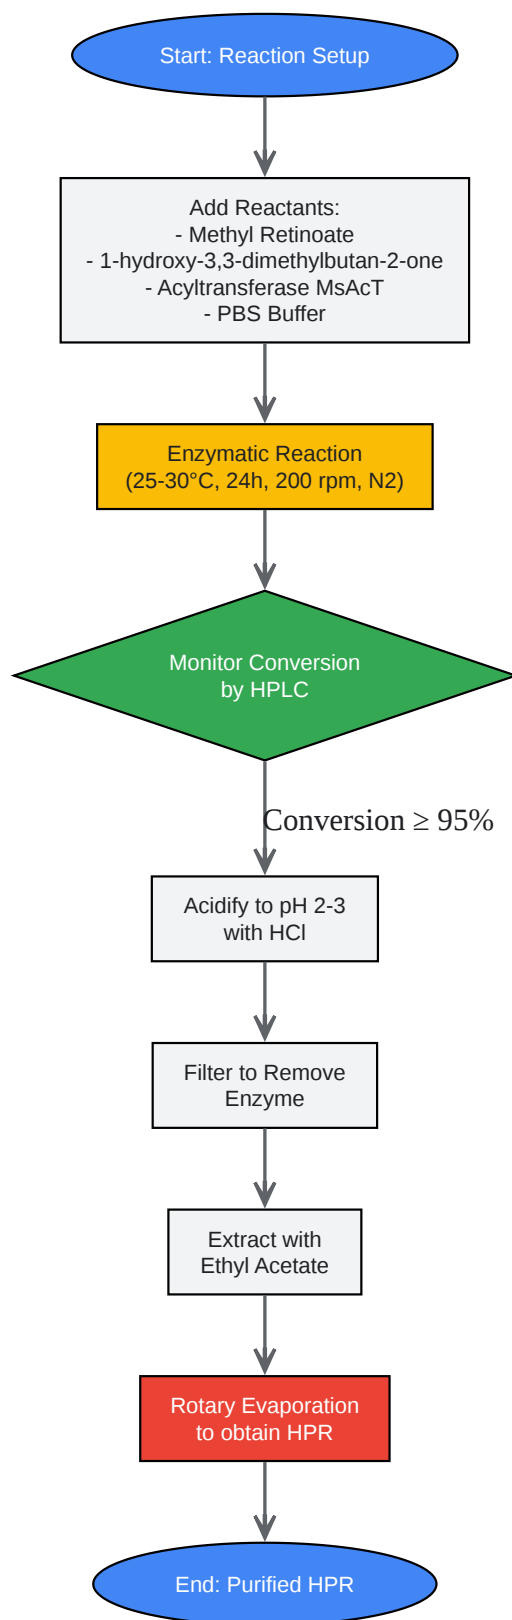 Start: Reaction Setup
Add Reactants:
- Methyl Retinoate
- 1-hydroxy-3,3-dimethylbutan-2-one
- Acyltransferase MsAcT
- PBS Buffer
Enzymatic Reaction
(25-30°C, 24h, 200 rpm, N2)
Monitor Conversion
by HPLC
Conversion ≥ 95%
Acidify to pH 2-3
with HCl
Filter to Remove
Enzyme
Extract with
Ethyl Acetate
Rotary Evaporation
to obtain HPR
End: Purified HPR